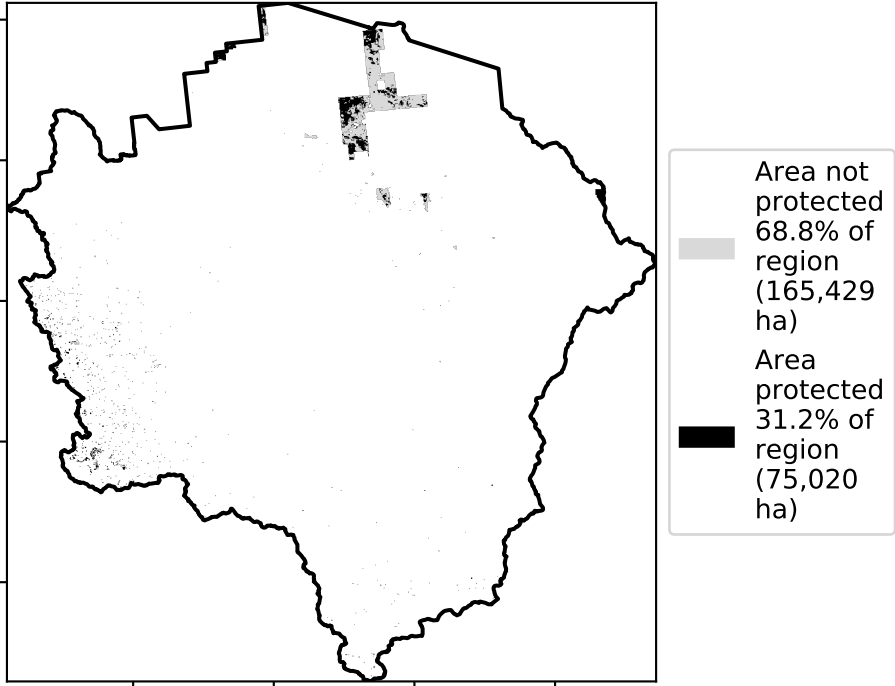 Area not
protected
68.8% of
region
(165,429
ha)
Area
protected
31.2% of
region
(75,020
ha)